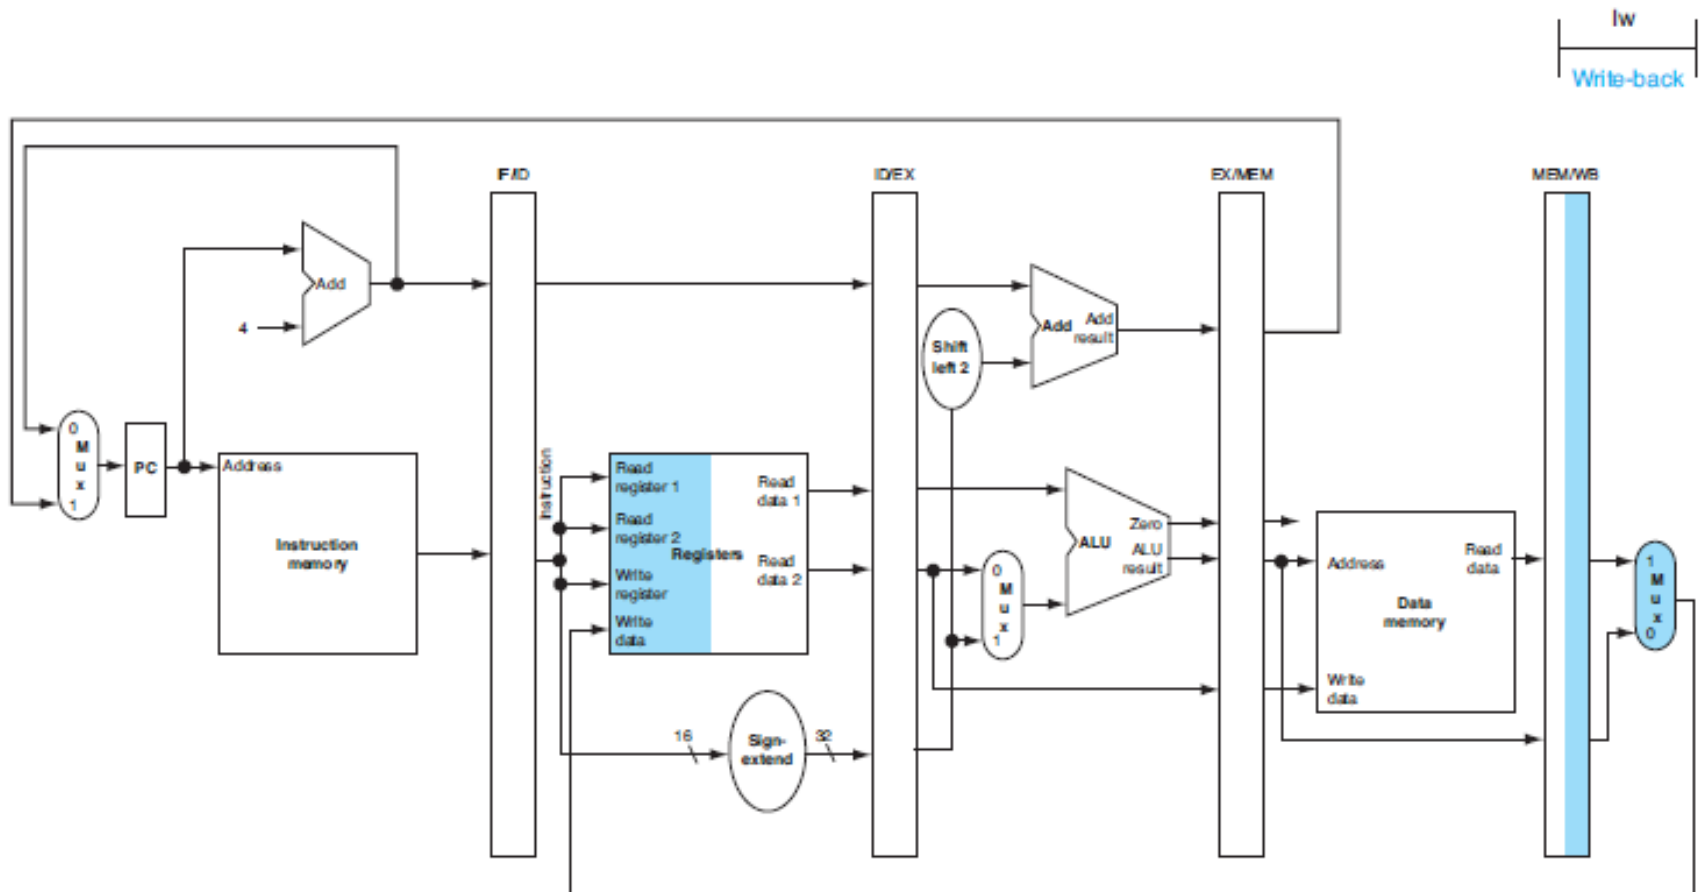 lw
Write-back
IF/ID
ID/EX
EX/MEM
MEM/WB
Add
4
Shift
left 2
Add
Add
result
0
M
u
x
1
PC
Address
Instruction
memory
Instruction
Read
register 1
Read
register 2
Registers
Write
register
Write
data
Read
data 1
Read
data 2
0
M
u
x
1
Zero
ALU
ALU
result
Address
Read
data
Data
memory
Write
data
1
M
u
x
0
16
Sign-
extend
32